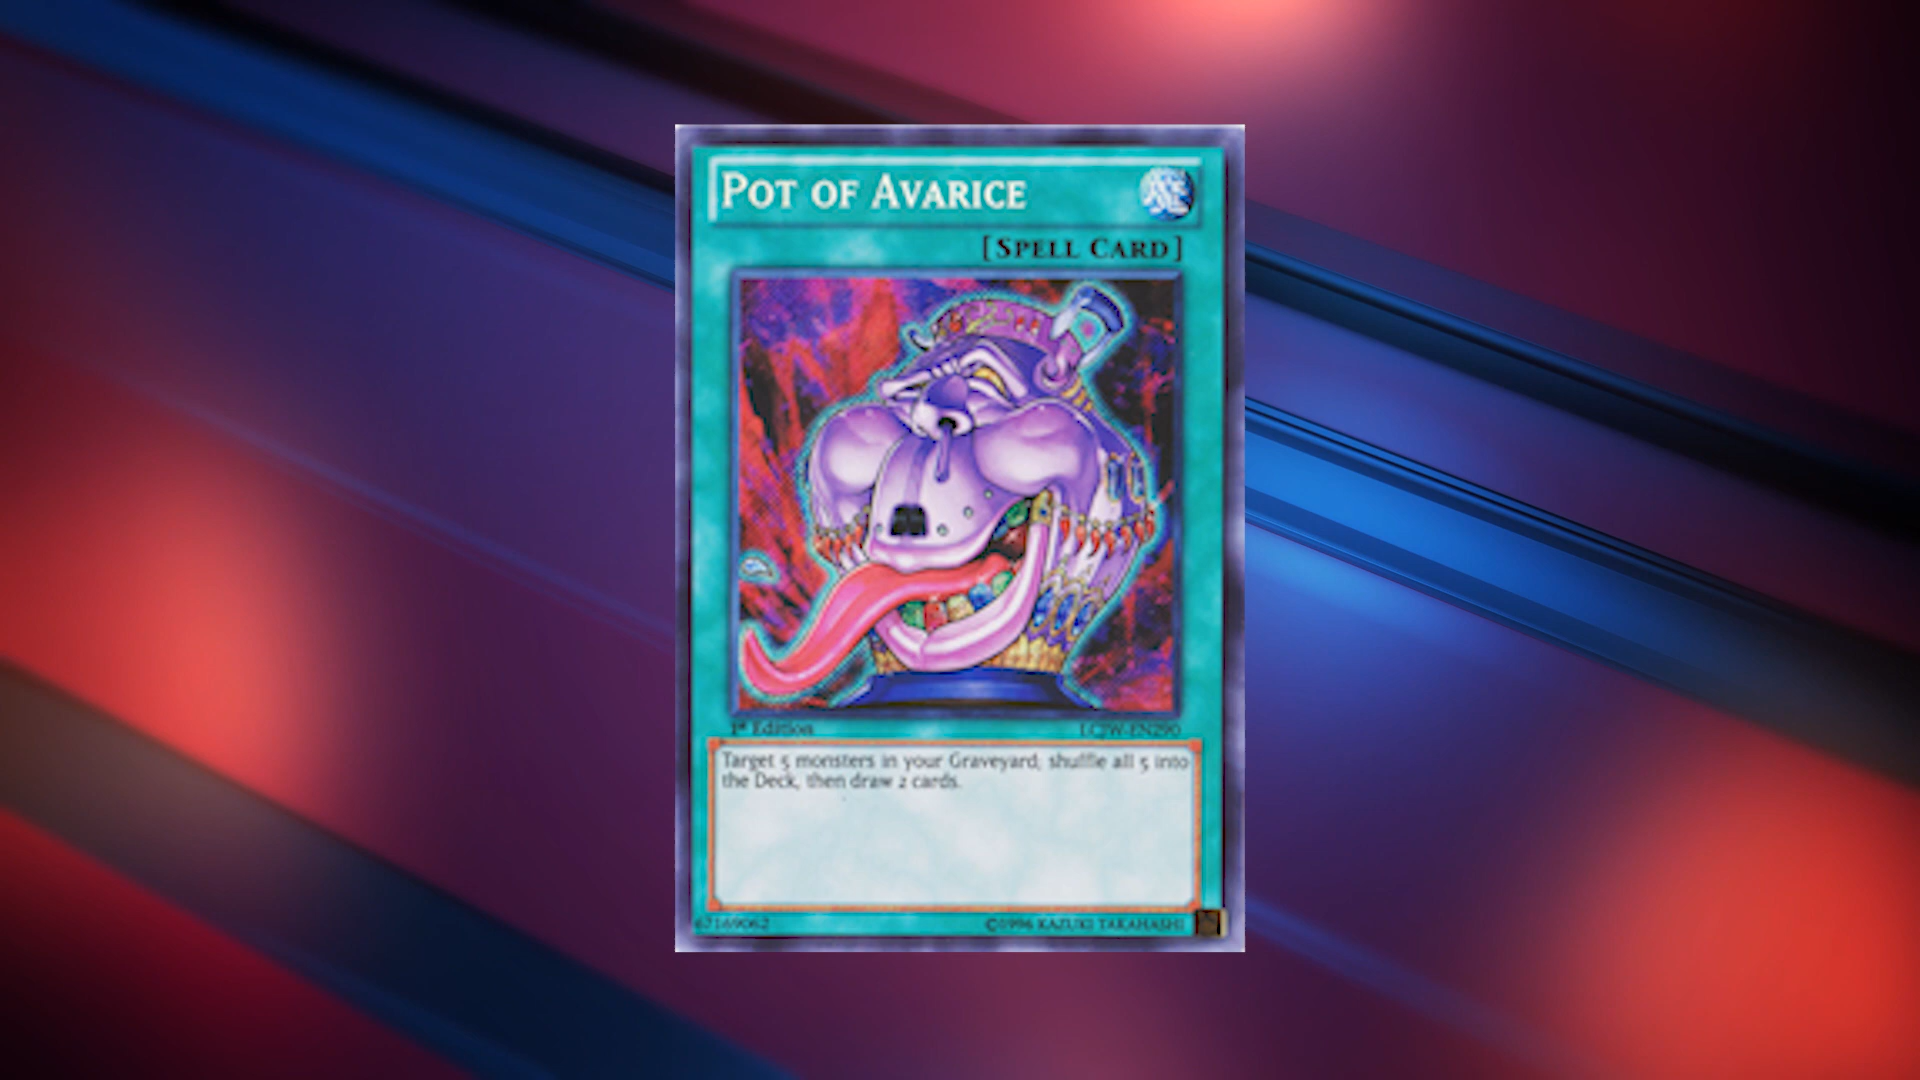 POT OF AVARICE
[SPELL CARD]
1st Edition
LCJW-EN290
Target 5 monsters in your Graveyard; shuffle all 5 into
the Deck, then draw 2 cards.
67169062
©1996 KAZUKI TAKAHASHI